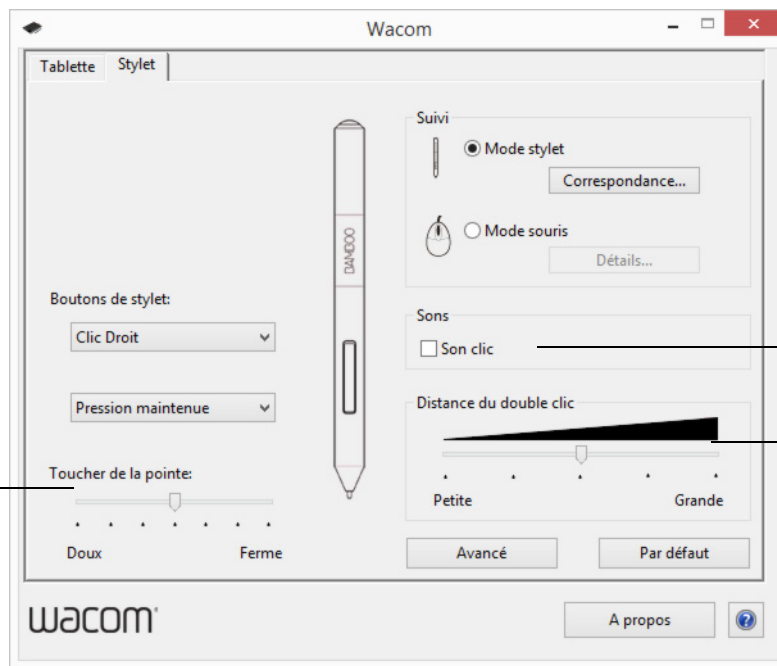 Wacom
Tablette
Stylet
Suivi
Mode stylet
Correspondance...
Mode souris
Détails...
BAMBOO
Boutons de stylet:
Clic Droit
Pression maintenue
Sons
Son clic
Distance du double clic
Petite
Grande
Toucher de la pointe:
Doux
Ferme
Avancé
Par défaut
wacom
A propos
?